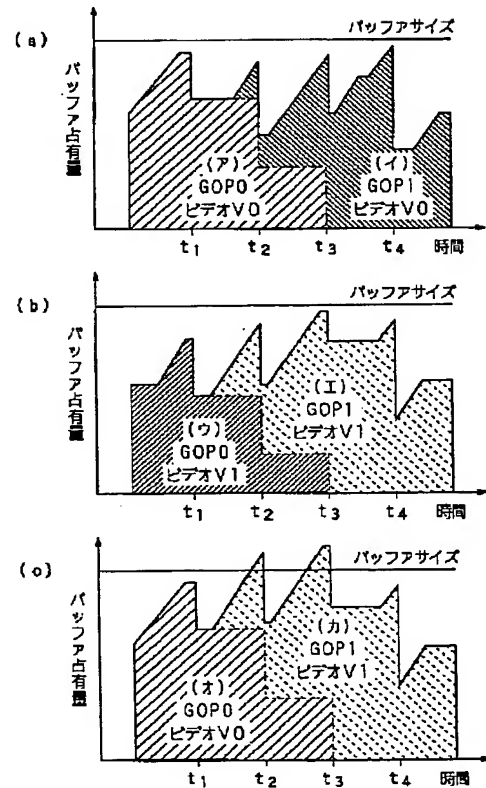 (a)
バッファサイズ
バッファ占有量
(ア)
GOP0
ビデオV0
(イ)
GOP1
ビデオV0
t1 t2 t3 t4 時間
(b)
バッファサイズ
バッファ占有量
(ウ)
GOP0
ビデオV1
(エ)
GOP1
ビデオV1
t1 t2 t3 t4 時間
(c)
バッファサイズ
バッファ占有量
(オ)
GOP0
ビデオV0
(カ)
GOP1
ビデオV1
t1 t2 t3 t4 時間